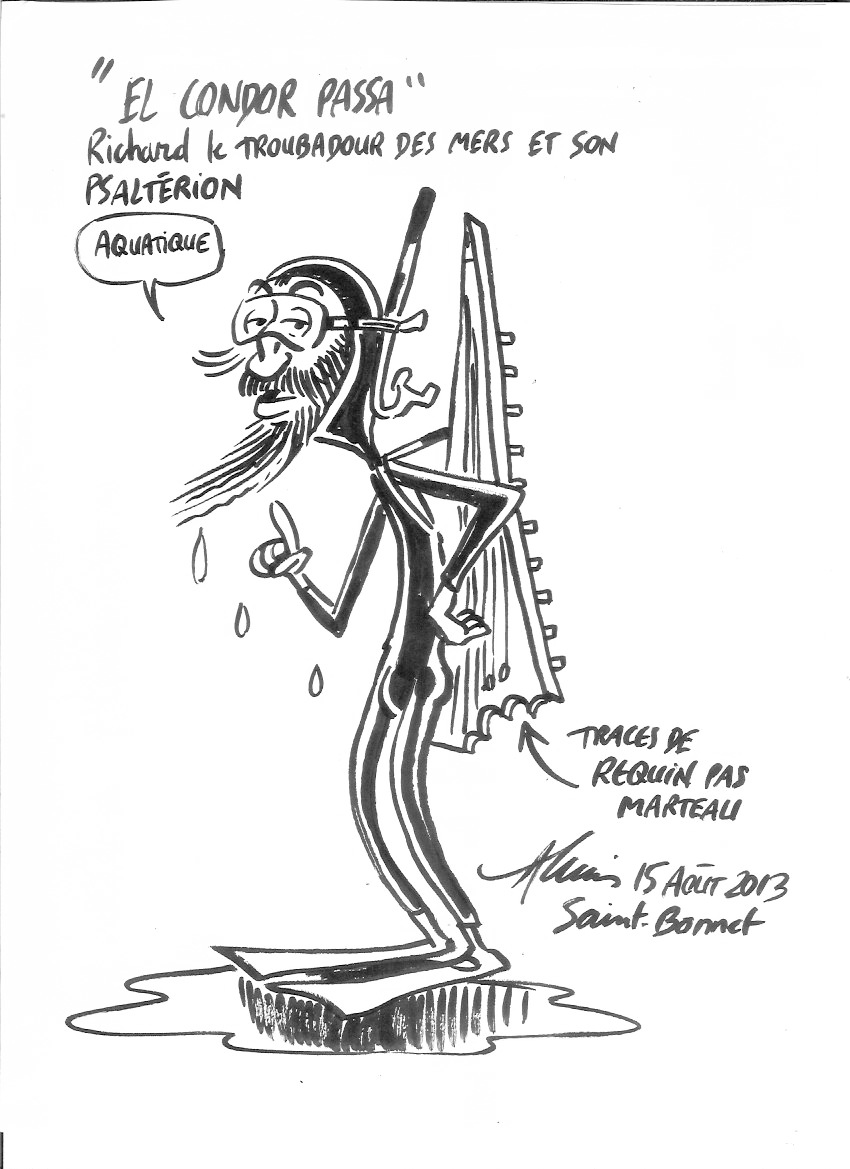 "EL CONDOR PASSA"
Richard le TROUBADOUR DES MERS ET SON
PSALTÉRION
AQUATIQUE
TRACES DE
REQUIN PAS
MARTEAU
15 AOÛT 2013
Saint-Bonnet